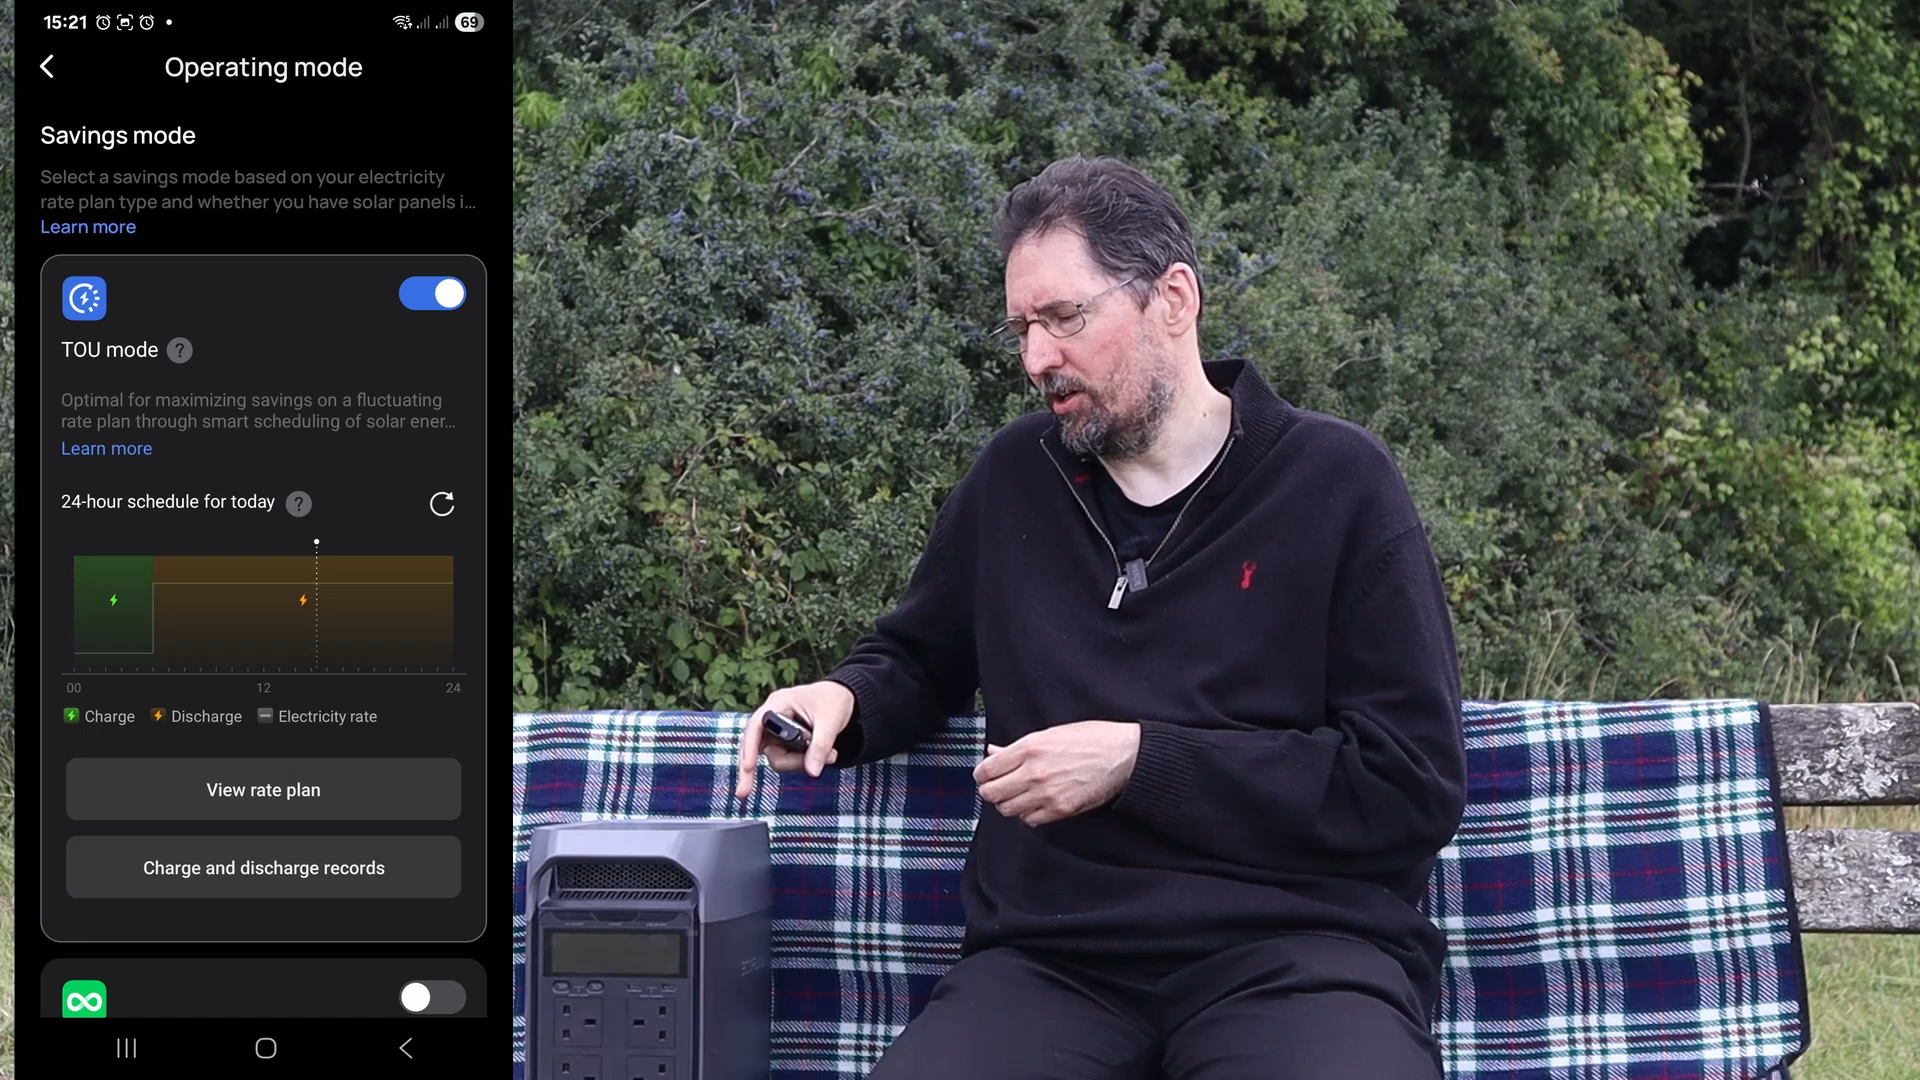 15:21
69
Operating mode
Savings mode
Select a savings mode based on your electricity
rate plan type and whether you have solar panels i...
Learn more
TOU mode ?
Optimal for maximizing savings on a fluctuating
rate plan through smart scheduling of solar ener...
Learn more
24-hour schedule for today ?
00 12 24
Charge Discharge Electricity rate
View rate plan
Charge and discharge records